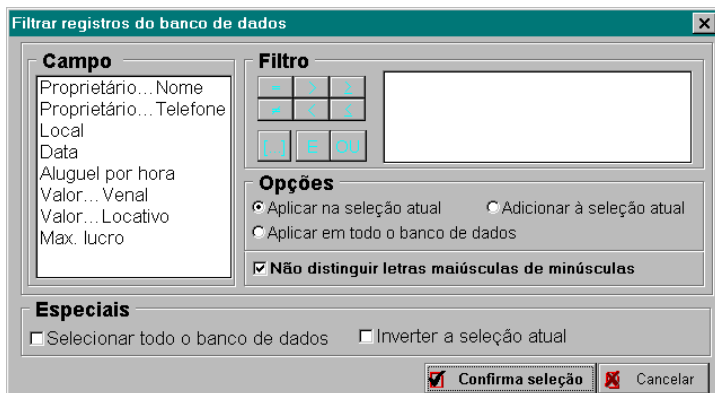 Filtrar registros do banco de dados
Campo
Proprietário... Nome
Proprietário... Telefone
Local
Data
Aluguel por hora
Valor... Venal
Valor... Locativo
Max. lucro
Filtro
= > ≥
≠ < ≤
[...] E OU
Opções
Aplicar na seleção atual Adicionar à seleção atual
Aplicar em todo o banco de dados
Não distinguir letras maiúsculas de minúsculas
Especiais
Selecionar todo o banco de dados Inverter a seleção atual
Confirma seleção Cancelar